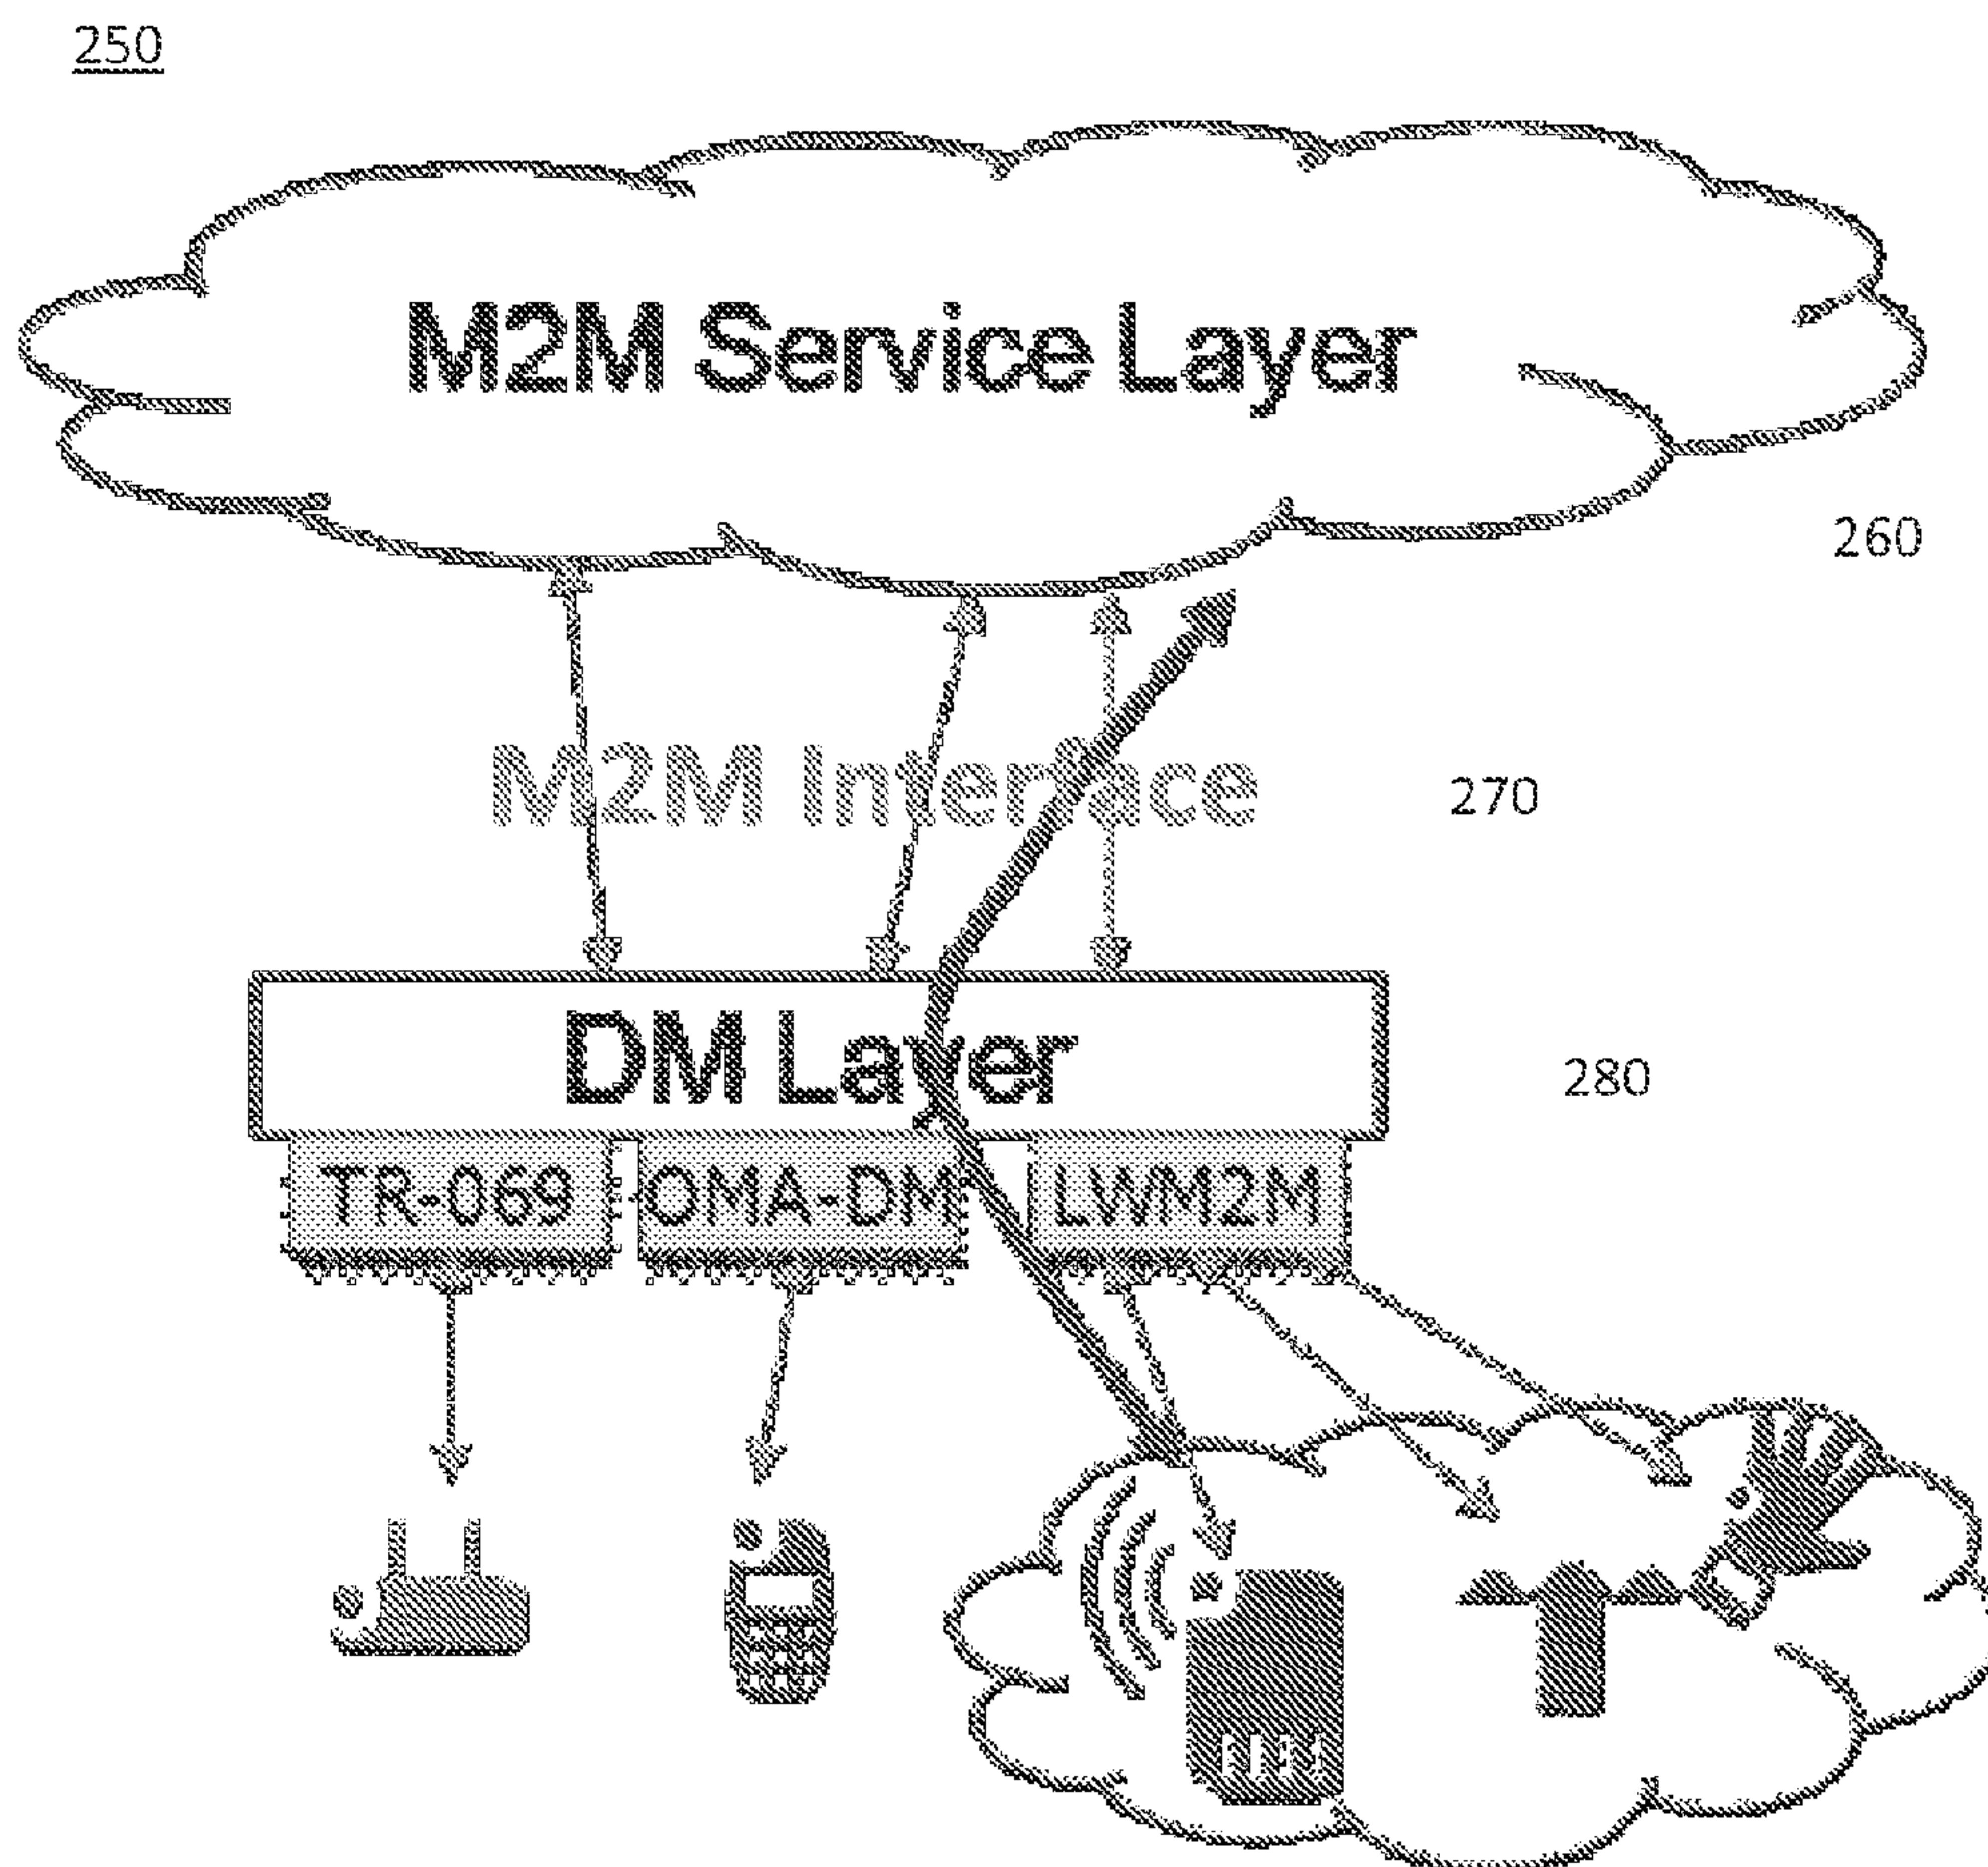 250
M2M Service Layer
260
M2M Interface
270
DM Layer
280
TR-069 OMA-DM LWM2M